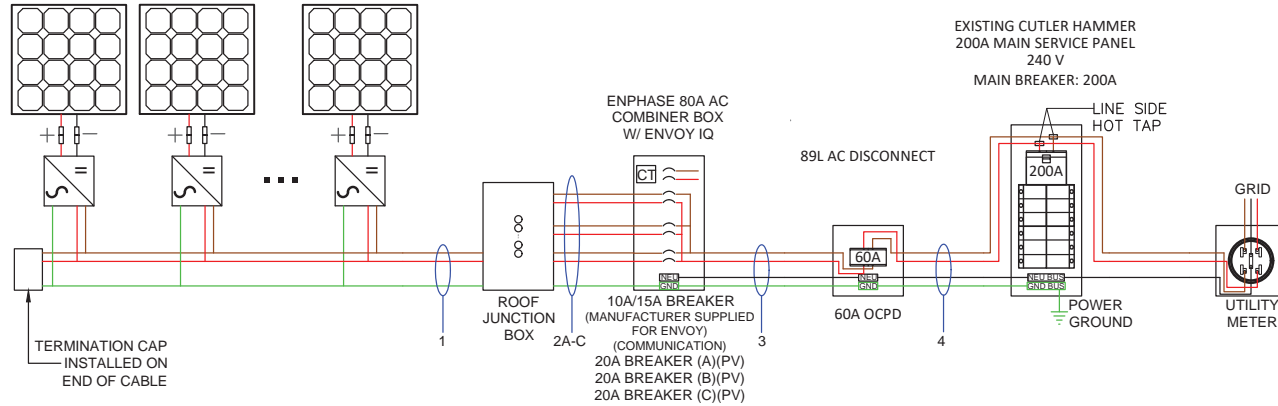 EXISTING CUTLER HAMMER
200A MAIN SERVICE PANEL
240 V
MAIN BREAKER: 200A
LINE SIDE
HOT TAP
ENPHASE 80A AC
COMBINER BOX
W/ ENVOY IQ
89L AC DISCONNECT
+ −
+ −
+ −
CT
200A
GRID
60A
NEU
GND
NEU
GND
NEU BUS
GND BUS
1
ROOF
JUNCTION
BOX
2A-C
10A/15A BREAKER
(MANUFACTURER SUPPLIED
FOR ENVOY)
(COMMUNICATION)
20A BREAKER (A)(PV)
20A BREAKER (B)(PV)
20A BREAKER (C)(PV)
3
60A OCPD
4
POWER
GROUND
UTILITY
METER
TERMINATION CAP
INSTALLED ON
END OF CABLE